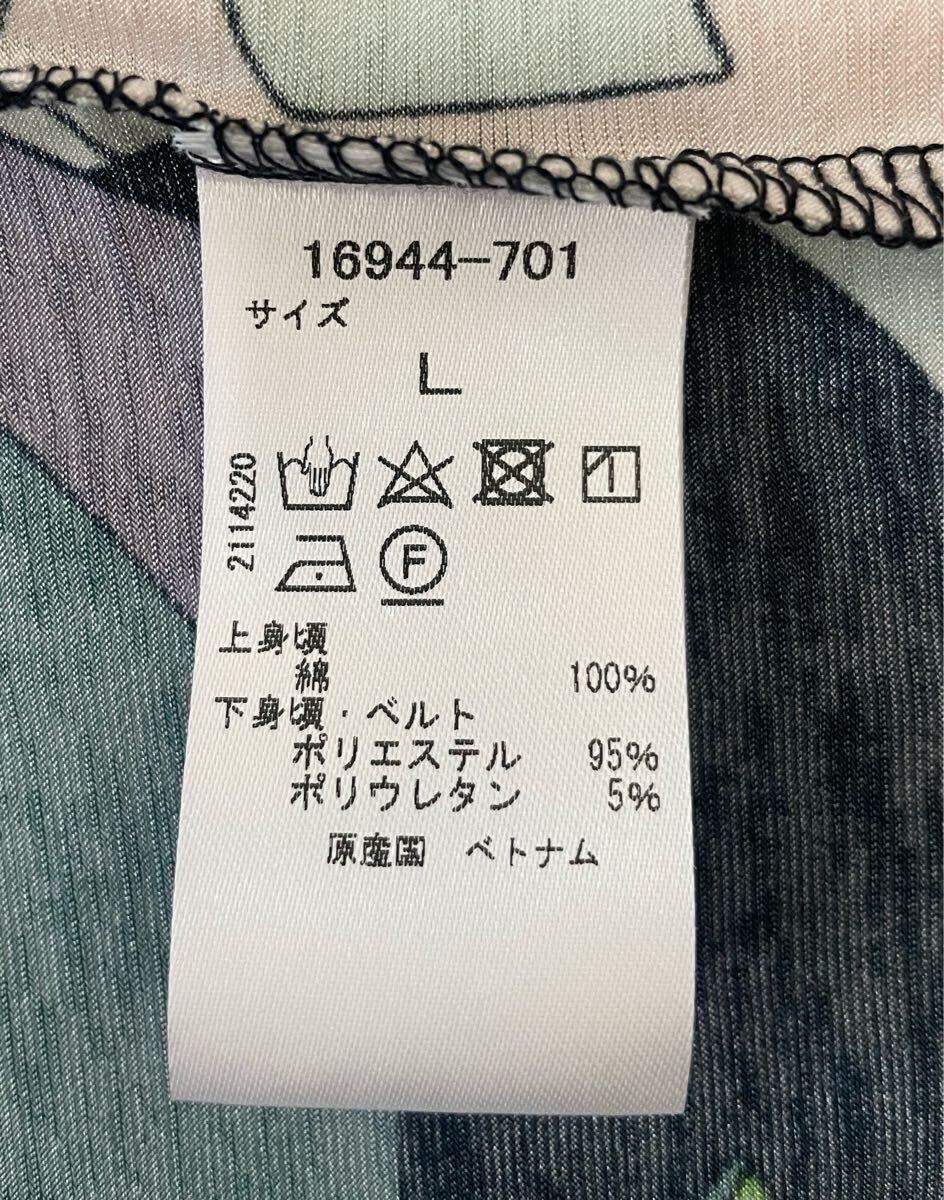 16944-701
サイズ
L
2114220
F
上身頃
綿 100%
下身頃・ベルト
ポリエステル 95%
ポリウレタン 5%
原産国 ベトナム